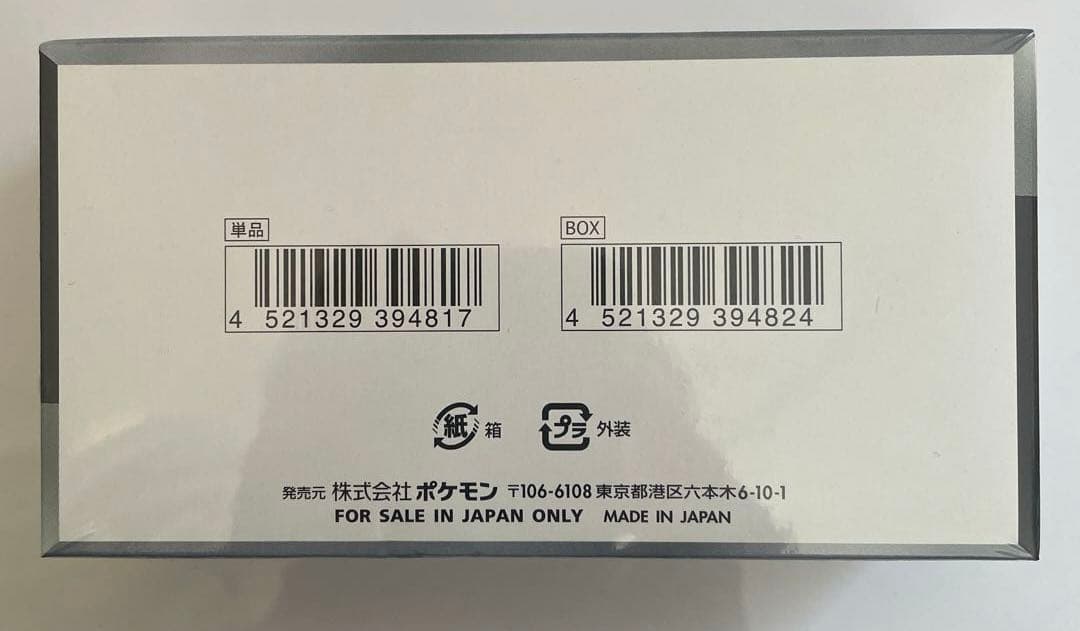 単品
4 521329 394817
BOX
4 521329 394824
紙 箱
プラ 外装
発売元 株式会社 ポケモン 〒106-6108 東京都港区六本木6-10-1
FOR SALE IN JAPAN ONLY MADE IN JAPAN